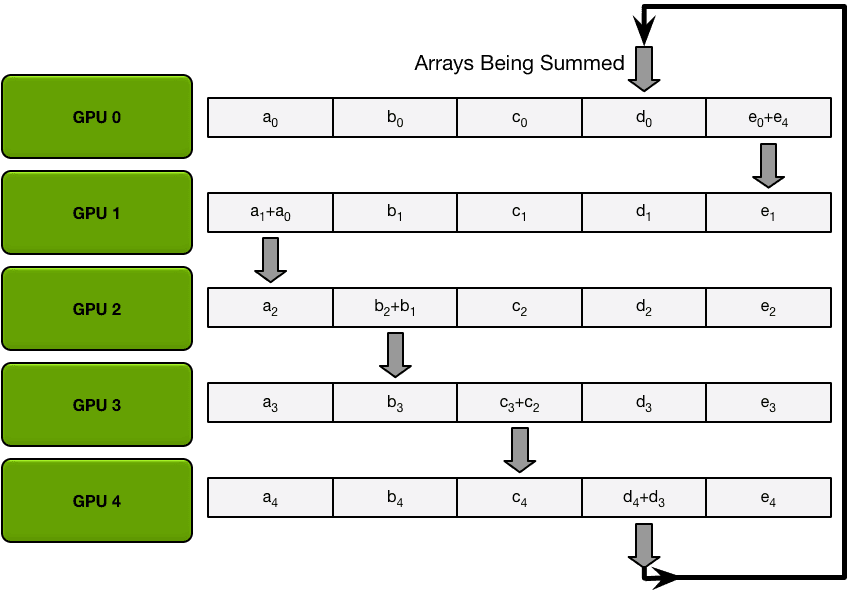 Arrays Being Summed
GPU 0 a₀ b₀ c₀ d₀ e₀+e₄
GPU 1 a₁+a₀ b₁ c₁ d₁ e₁
GPU 2 a₂ b₂+b₁ c₂ d₂ e₂
GPU 3 a₃ b₃ c₃+c₂ d₃ e₃
GPU 4 a₄ b₄ c₄ d₄+d₃ e₄